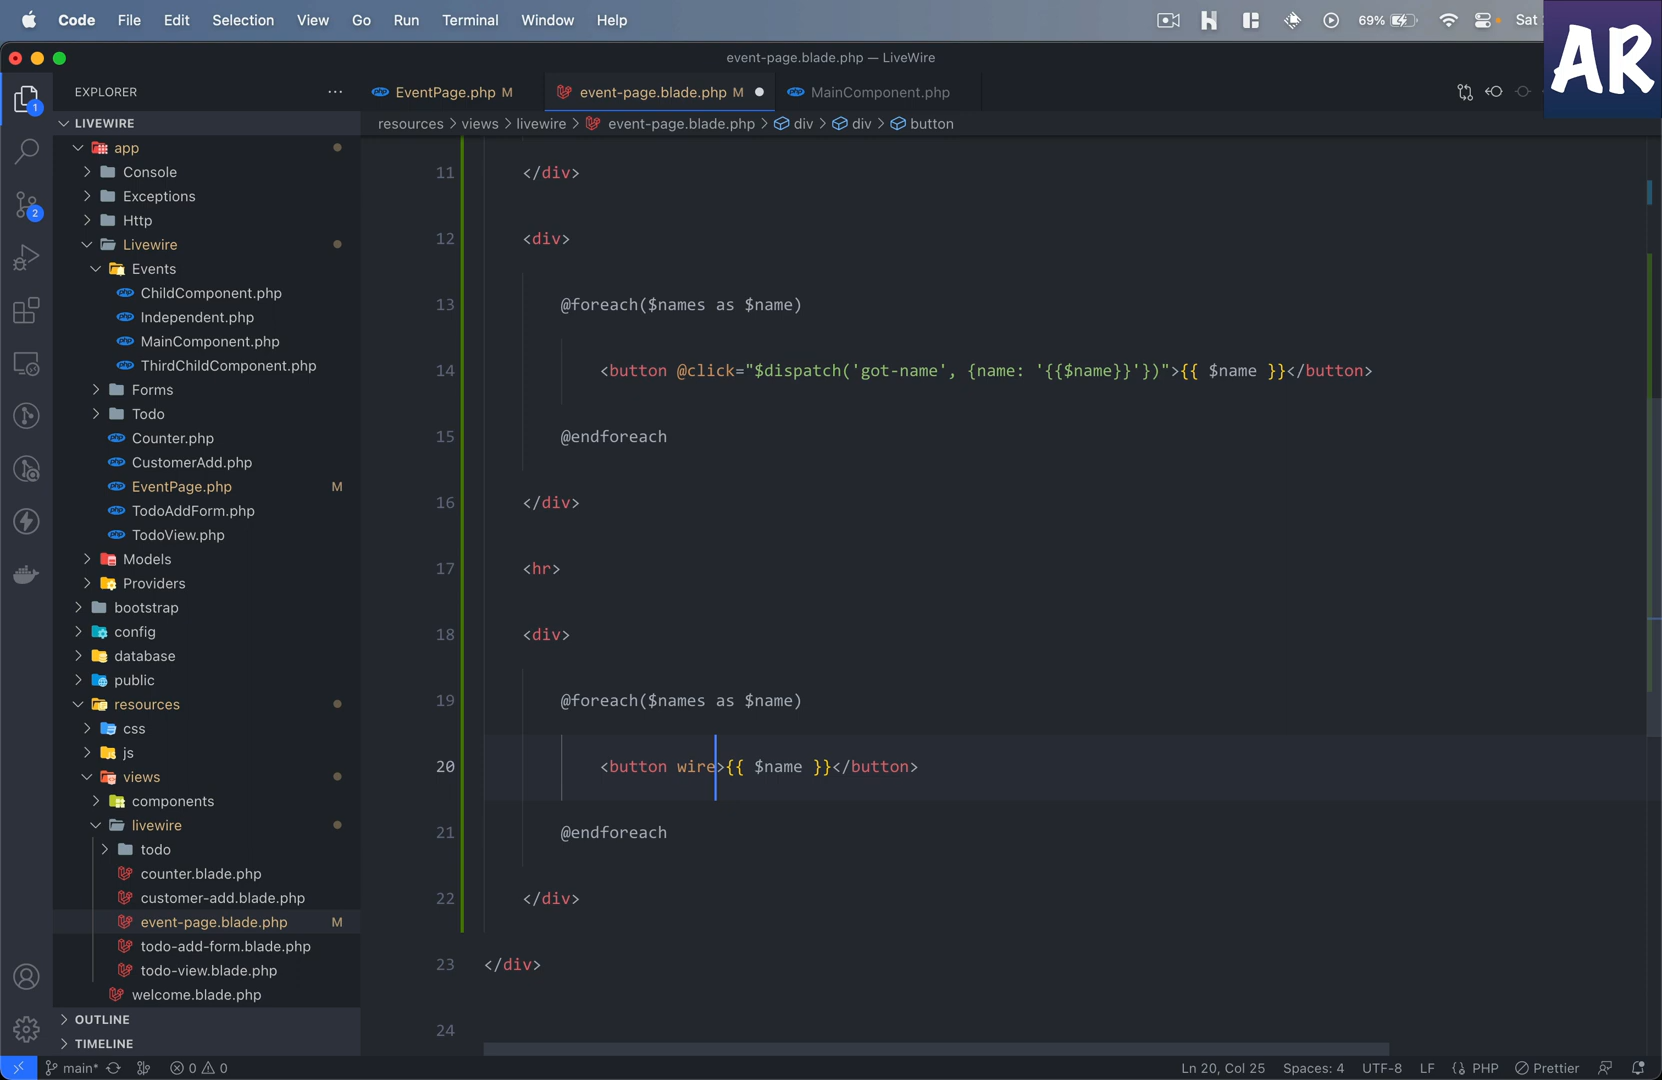 Code File Edit Selection View Go Run Terminal Window Help 69% Sat
AR
event-page.blade.php — LiveWire
EXPLORER
EventPage.php M event-page.blade.php M MainComponent.php
resources > views > livewire > event-page.blade.php > div > div > button
1
2
LIVEWIRE
app
Console
Exceptions
Http
Livewire
Events
ChildComponent.php
Independent.php
MainComponent.php
ThirdChildComponent.php
Forms
Todo
Counter.php
CustomerAdd.php
EventPage.php M
TodoAddForm.php
TodoView.php
Models
Providers
bootstrap
config
database
public
resources
css
js
views
components
livewire
todo
counter.blade.php
customer-add.blade.php
event-page.blade.php M
todo-add-form.blade.php
todo-view.blade.php
welcome.blade.php
OUTLINE
TIMELINE
11 </div>
12 <div>
13 @foreach($names as $name)
14 <button @click="$dispatch('got-name', {name: '{{$name}}'})">{{ $name }}</button>
15 @endforeach
16 </div>
17 <hr>
18 <div>
19 @foreach($names as $name)
20 <button wire>{{ $name }}</button>
21 @endforeach
22 </div>
23 </div>
24
main* 0 0 Ln 20, Col 25 Spaces: 4 UTF-8 LF PHP Prettier